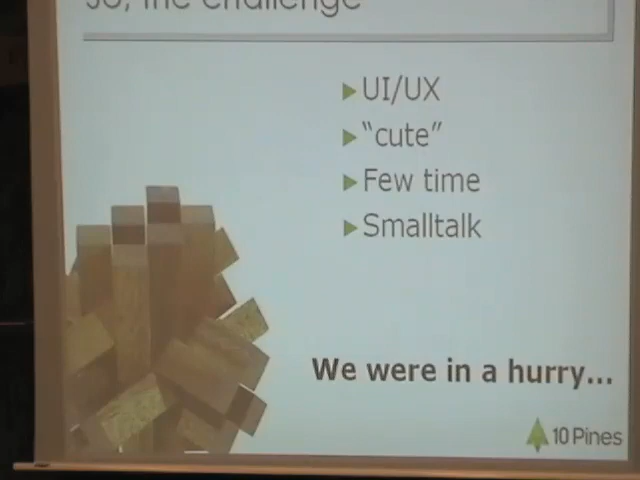 So, the challenge
UI/UX
"cute"
Few time
Smalltalk
We were in a hurry...
10 Pines